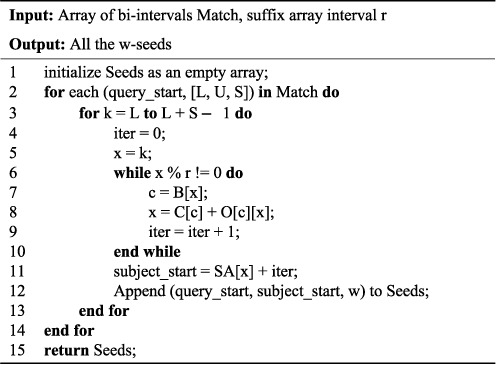 Input: Array of bi-intervals Match, suffix array interval r
Output: All the w-seeds
1 initialize Seeds as an empty array;
2 for each (query_start, [L, U, S]) in Match do
3 for k = L to L + S − 1 do
4 iter = 0;
5 x = k;
6 while x % r != 0 do
7 c = B[x];
8 x = C[c] + O[c][x];
9 iter = iter + 1;
10 end while
11 subject_start = SA[x] + iter;
12 Append (query_start, subject_start, w) to Seeds;
13 end for
14 end for
15 return Seeds;